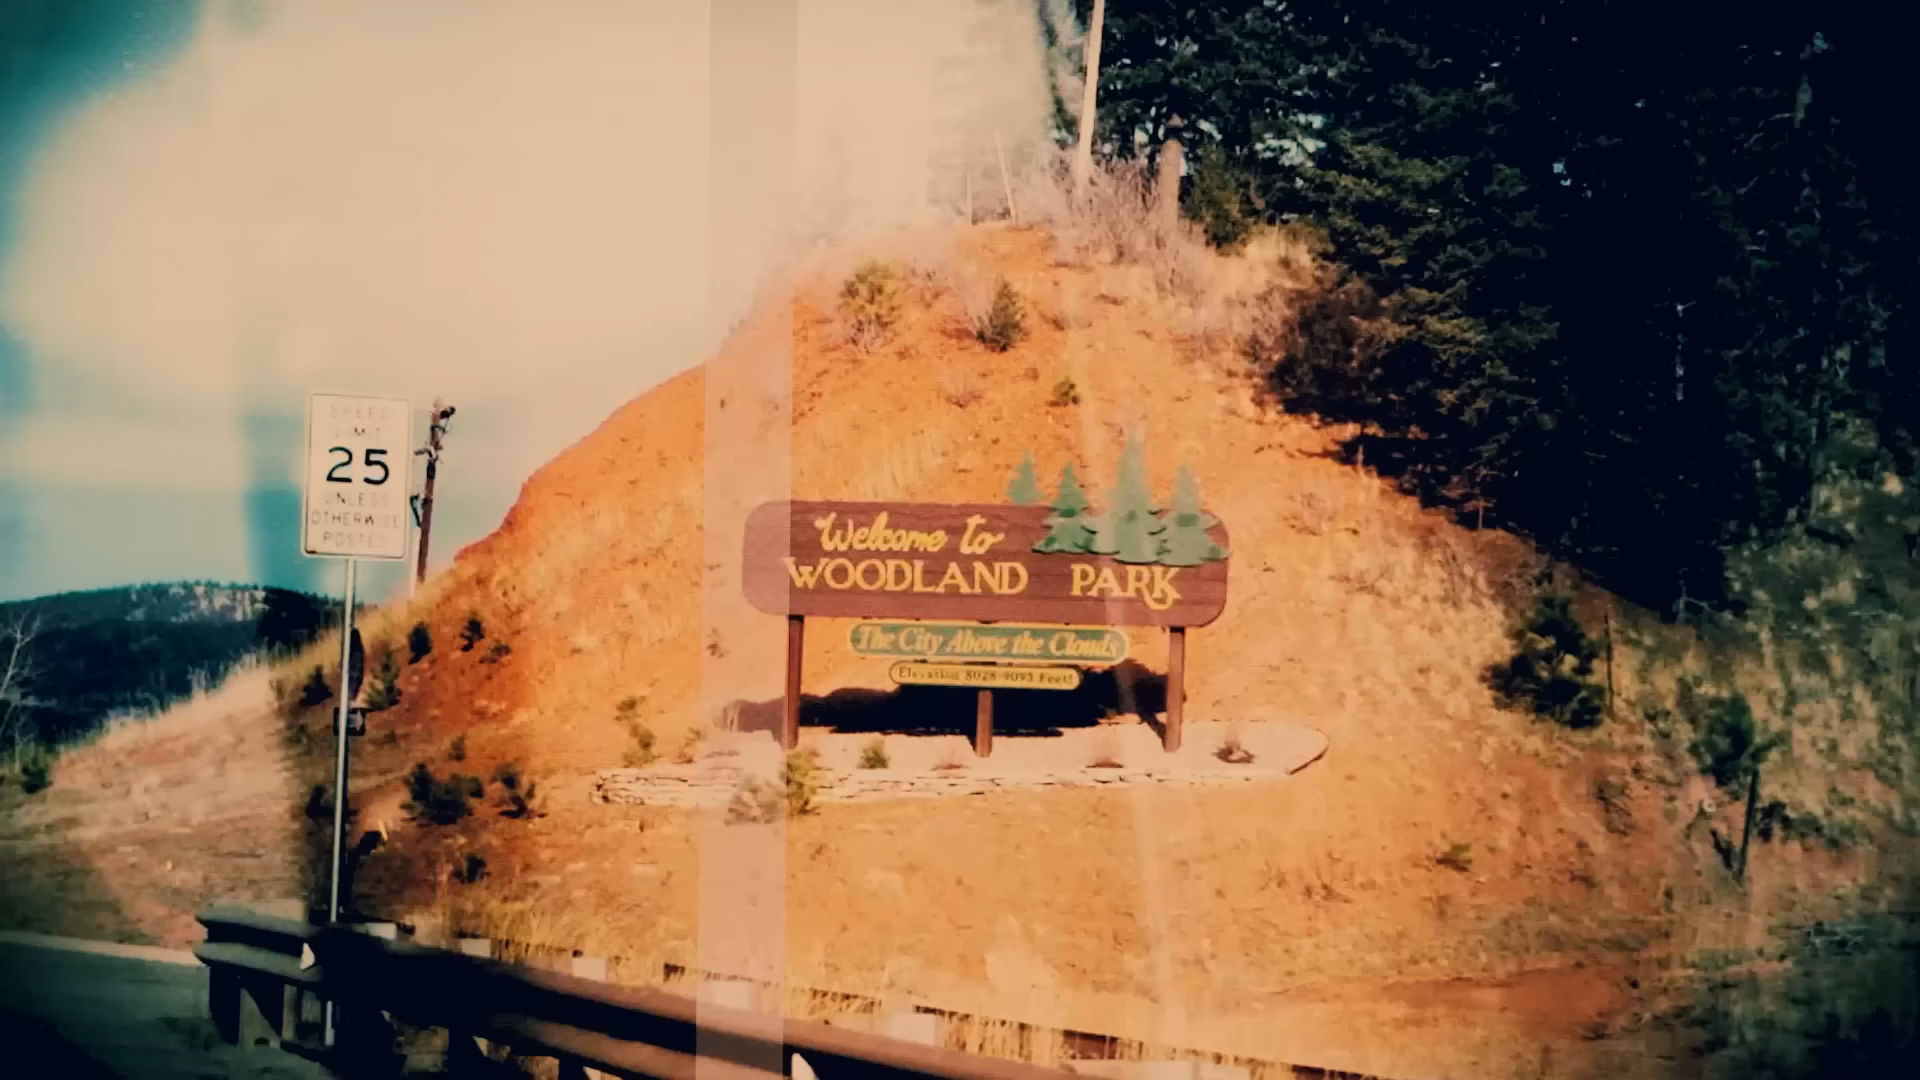 SPEED
LIMIT
25
UNLESS
OTHERWISE
POSTED
Welcome to
WOODLAND PARK
The City Above the Clouds
Elevation 8028-9093 Feet!